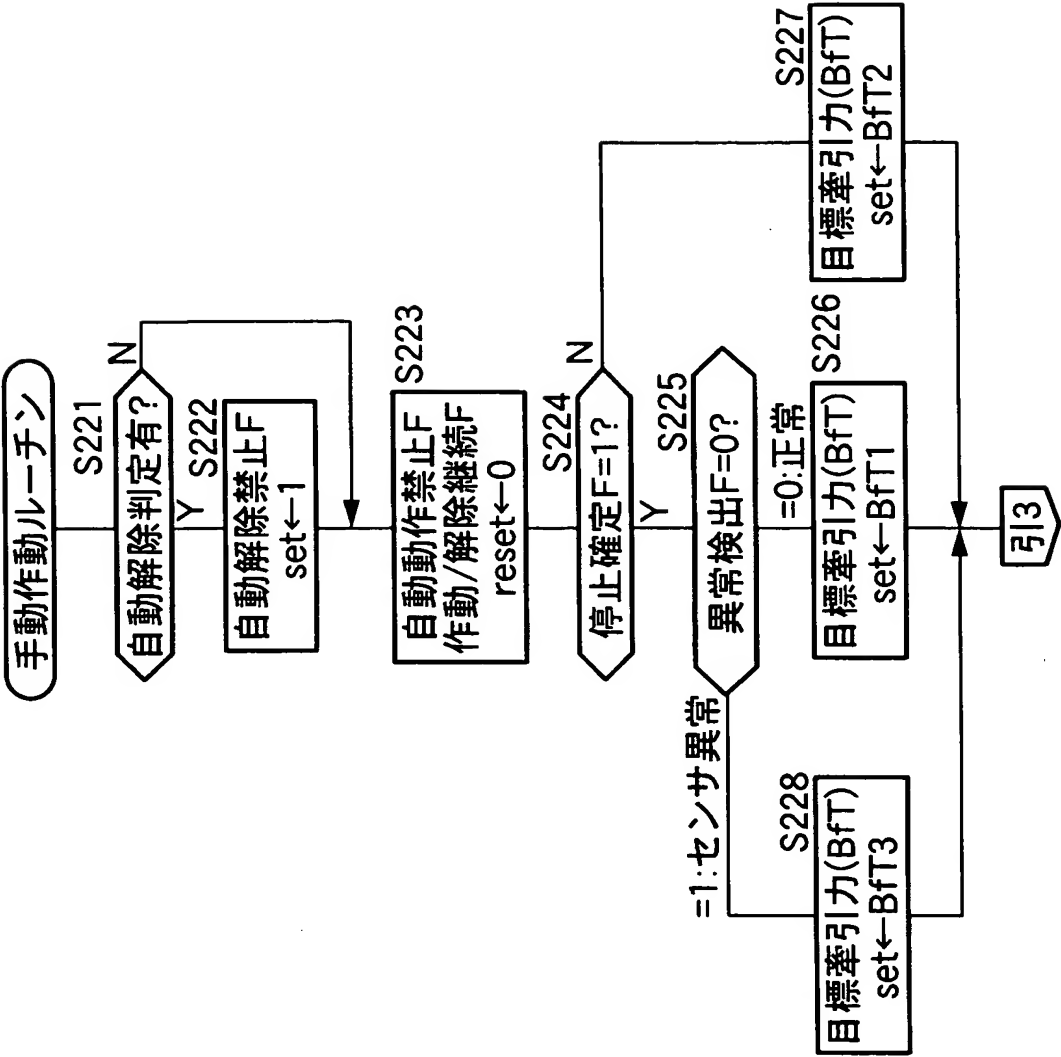 手動作動ルーチン
S221
自動解除判定有?
N
Y
S222
自動解除禁止F
set←1
S223
自動動作禁止F
作動/解除継続F
reset←0
S224
停止確定F=1?
N
Y
S225
異常検出F=0?
=1:センサ異常
=0:正常
S228
目標牽引力(BfT)
set←BfT3
S226
目標牽引力(BfT)
set←BfT1
S227
目標牽引力(BfT)
set←BfT2
引3